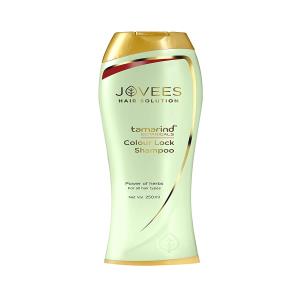 JOVEES
HAIR SOLUTION
tamarind
BOTANICALS
Colour Lock
Shampoo
Power of herbs
For all hair types
Net Vol. 250ml